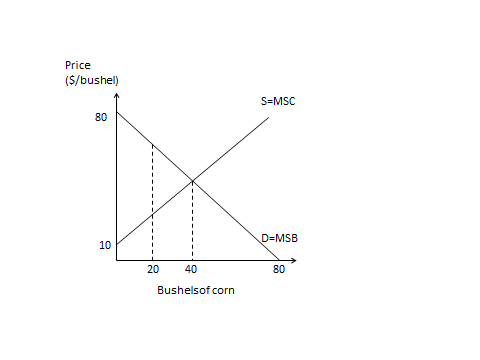 Price
($/bushel)
S=MSC
80
10
D=MSB
20 40 80
Bushelsof corn